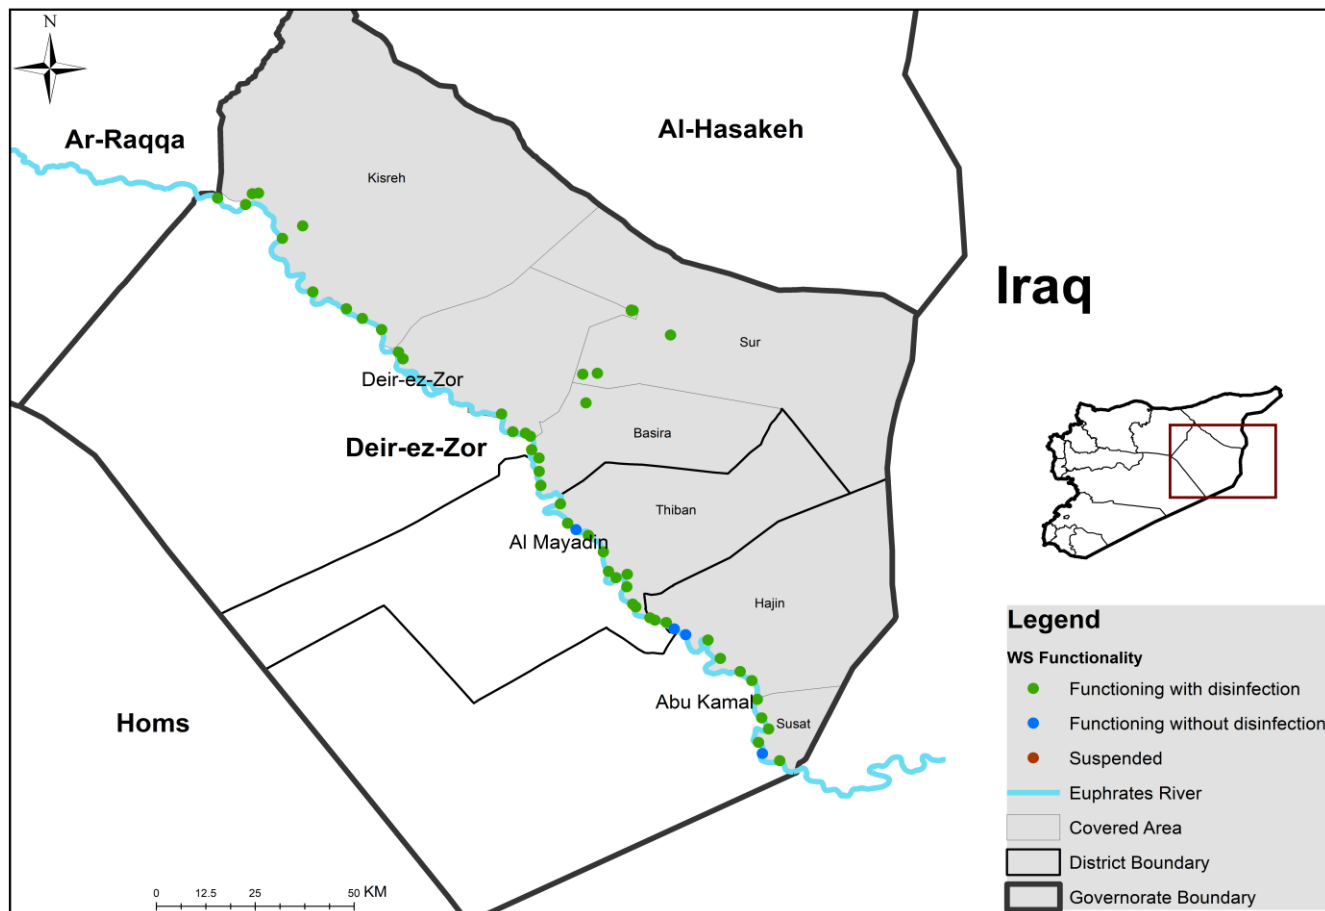 N
Ar-Raqqa
Al-Hasakeh
Kisreh
Iraq
Sur
Deir-ez-Zor
Basira
Deir-ez-Zor
Thiban
Al Mayadin
Hajin
Abu Kamal
Susat
Homs
Legend
WS Functionality
Functioning with disinfection
Functioning without disinfection
Suspended
Euphrates River
Covered Area
District Boundary
Governorate Boundary
0 12.5 25 50 KM